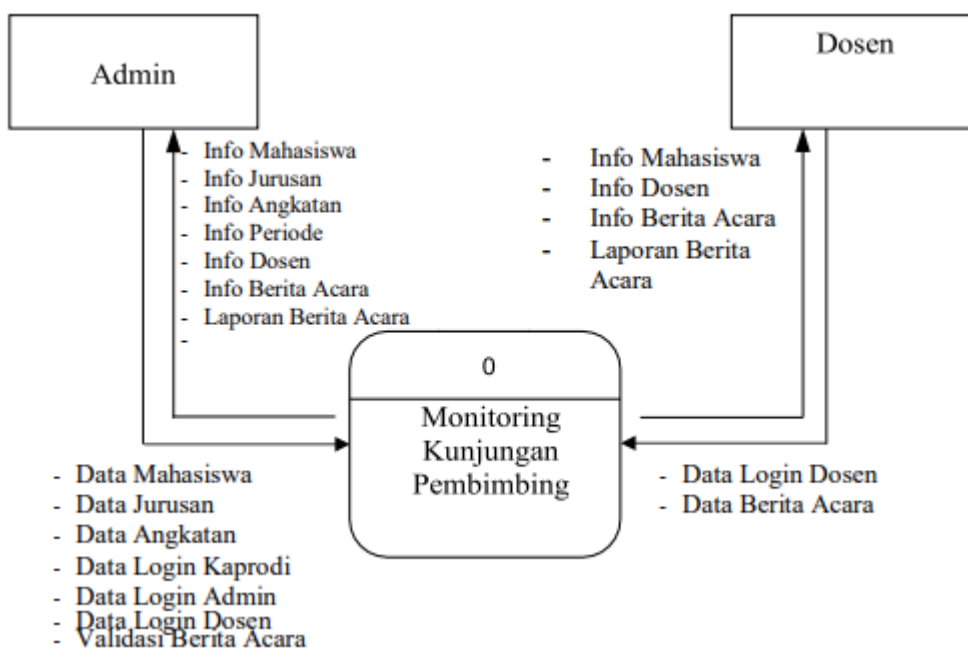 Admin
Dosen
- Info Mahasiswa
- Info Jurusan
- Info Angkatan
- Info Periode
- Info Dosen
- Info Berita Acara
- Laporan Berita Acara
-
- Info Mahasiswa
- Info Dosen
- Info Berita Acara
- Laporan Berita
Acara
0
Monitoring
Kunjungan
Pembimbing
- Data Mahasiswa
- Data Jurusan
- Data Angkatan
- Data Login Kaprodi
- Data Login Admin
- Data Login Dosen
- Validasi Berita Acara
- Data Login Dosen
- Data Berita Acara